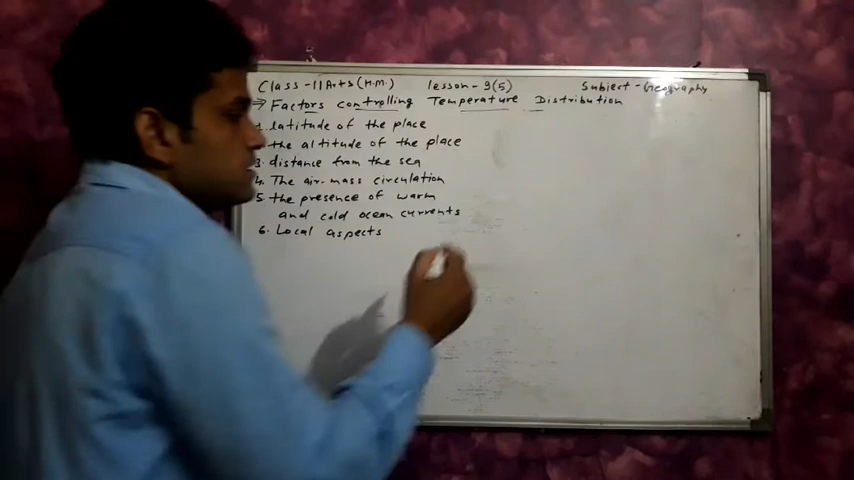 Class - 11 Arts (H.M.) lesson - 9(5) Subject - Geography
⇒ Factors controlling Temperature Distribution
1. latitude of the place
the altitude of the place
3. distance from the sea
4. The air-mass circulation
5. the presence of warm
and cold ocean currents
6. Local aspects